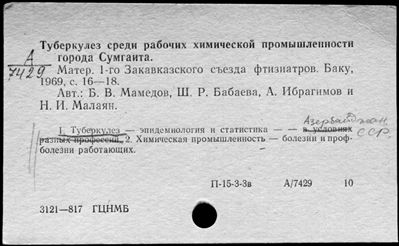 Туберкулез среди рабочих химической промышленности
города Сумгаита.
А
7429
Матер. 1-го Закавказского съезда фтизиатров. Баку,
1969, с. 16—18.
Авт.: Б. В. Мамедов, Ш. Р. Бабаева, А. Ибрагимов и
Н. И. Малаян.
Азербайджан.
ССР.
1. Туберкулез — эпидемиология и статистика — — в условиях
разных профессий. 2. Химическая промышленность — болезни и проф-
болезни работающих.
П-15-3-3в А/7429 10
3121—817 ГЦНМБ